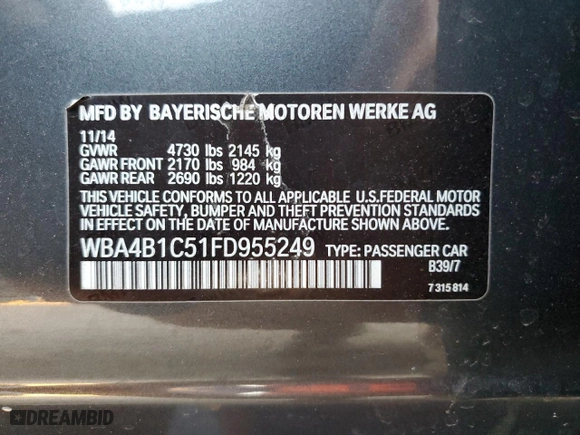 MFD BY BAYERISCHE MOTOREN WERKE AG
11/14
GVWR 4730 lbs 2145 kg
GAWR FRONT 2170 lbs 984 kg
GAWR REAR 2690 lbs 1220 kg
THIS VEHICLE CONFORMS TO ALL APPLICABLE U.S.FEDERAL MOTOR
VEHICLE SAFETY, BUMPER AND THEFT PREVENTION STANDARDS
IN EFFECT ON THE DATE OF MANUFACTURE SHOWN ABOVE.
WBA4B1C51FD955249 TYPE: PASSENGER CAR
B39/7
7 315 814
DREAMBID